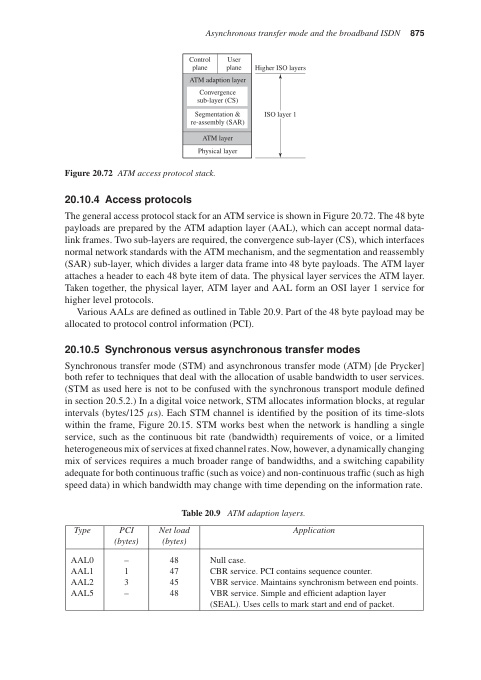 Asynchronous transfer mode and the broadband ISDN 875
Control plane
User plane
Higher ISO layers
ATM adaption layer
Convergence
sub-layer (CS)
Segmentation &
re-assembly (SAR)
ISO layer 1
ATM layer
Physical layer
Figure 20.72 ATM access protocol stack.
20.10.4 Access protocols
The general access protocol stack for an ATM service is shown in Figure 20.72. The 48 byte
payloads are prepared by the ATM adaption layer (AAL), which can accept normal data-
link frames. Two sub-layers are required, the convergence sub-layer (CS), which interfaces
normal network standards with the ATM mechanism, and the segmentation and reassembly
(SAR) sub-layer, which divides a larger data frame into 48 byte payloads. The ATM layer
attaches a header to each 48 byte item of data. The physical layer services the ATM layer.
Taken together, the physical layer, ATM layer and AAL form an OSI layer 1 service for
higher level protocols.
Various AALs are defined as outlined in Table 20.9. Part of the 48 byte payload may be
allocated to protocol control information (PCI).
20.10.5 Synchronous versus asynchronous transfer modes
Synchronous transfer mode (STM) and asynchronous transfer mode (ATM) [de Prycker]
both refer to techniques that deal with the allocation of usable bandwidth to user services.
(STM as used here is not to be confused with the synchronous transport module defined
in section 20.5.2.) In a digital voice network, STM allocates information blocks, at regular
intervals (bytes/125 μs). Each STM channel is identified by the position of its time-slots
within the frame, Figure 20.15. STM works best when the network is handling a single
service, such as the continuous bit rate (bandwidth) requirements of voice, or a limited
heterogeneous mix of services at fixed channel rates. Now, however, a dynamically changing
mix of services requires a much broader range of bandwidths, and a switching capability
adequate for both continuous traffic (such as voice) and non-continuous traffic (such as high
speed data) in which bandwidth may change with time depending on the information rate.
Table 20.9 ATM adaption layers.
Type PCI Net load Application
(bytes) (bytes)
AAL0 – 48 Null case.
AAL1 1 47 CBR service. PCI contains sequence counter.
AAL2 3 45 VBR service. Maintains synchronism between end points.
AAL5 – 48 VBR service. Simple and efficient adaption layer
(SEAL). Uses cells to mark start and end of packet.